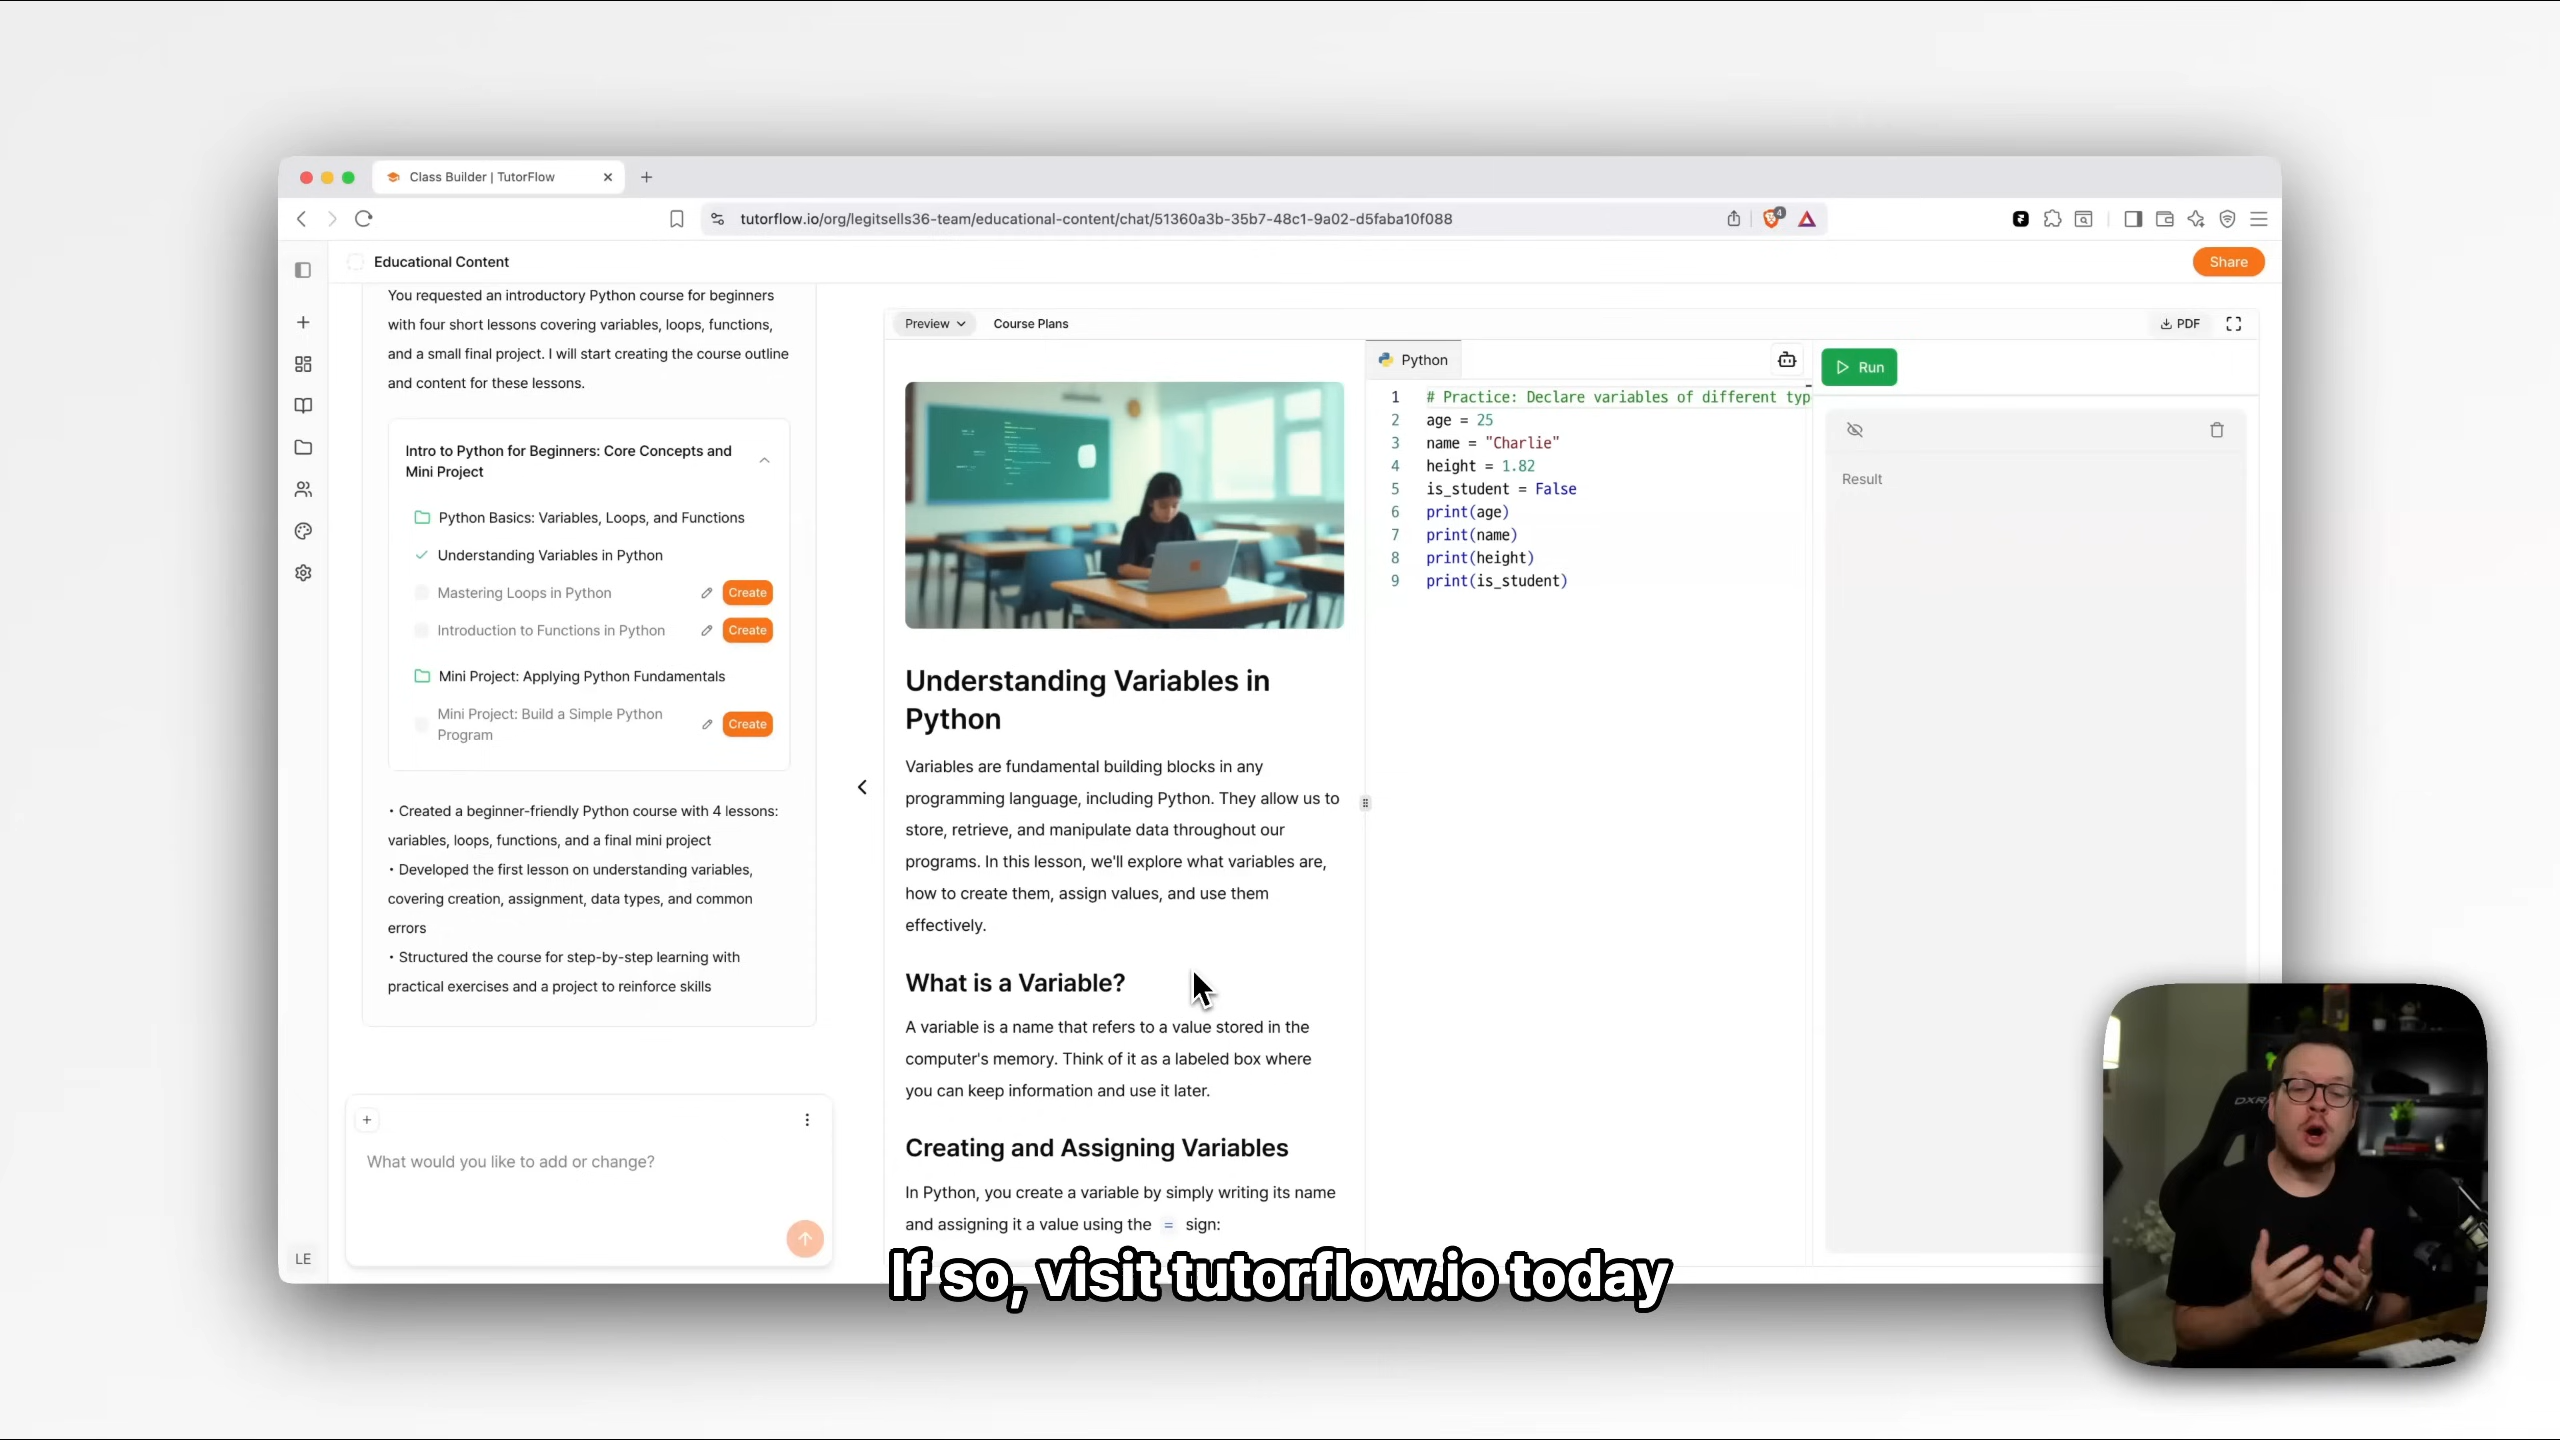 Class Builder | TutorFlow
tutorflow.io/org/legitsells36-team/educational-content/chat/51360a3b-35b7-48c1-9a02-d5faba10f088
4
Educational Content
Share
You requested an introductory Python course for beginners
with four short lessons covering variables, loops, functions,
and a small final project. I will start creating the course outline
and content for these lessons.
Intro to Python for Beginners: Core Concepts and
Mini Project
Python Basics: Variables, Loops, and Functions
Understanding Variables in Python
Mastering Loops in Python
Create
Introduction to Functions in Python
Create
Mini Project: Applying Python Fundamentals
Mini Project: Build a Simple Python
Program
Create
• Created a beginner-friendly Python course with 4 lessons:
variables, loops, functions, and a final mini project
• Developed the first lesson on understanding variables,
covering creation, assignment, data types, and common
errors
• Structured the course for step-by-step learning with
practical exercises and a project to reinforce skills
What would you like to add or change?
LE
Preview
Course Plans
PDF
Understanding Variables in
Python
Variables are fundamental building blocks in any
programming language, including Python. They allow us to
store, retrieve, and manipulate data throughout our
programs. In this lesson, we'll explore what variables are,
how to create them, assign values, and use them
effectively.
What is a Variable?
A variable is a name that refers to a value stored in the
computer's memory. Think of it as a labeled box where
you can keep information and use it later.
Creating and Assigning Variables
In Python, you create a variable by simply writing its name
and assigning it a value using the = sign:
Python
1 # Practice: Declare variables of different typ
2 age = 25
3 name = "Charlie"
4 height = 1.82
5 is_student = False
6 print(age)
7 print(name)
8 print(height)
9 print(is_student)
Run
Result
If so, visit tutorflow.io today